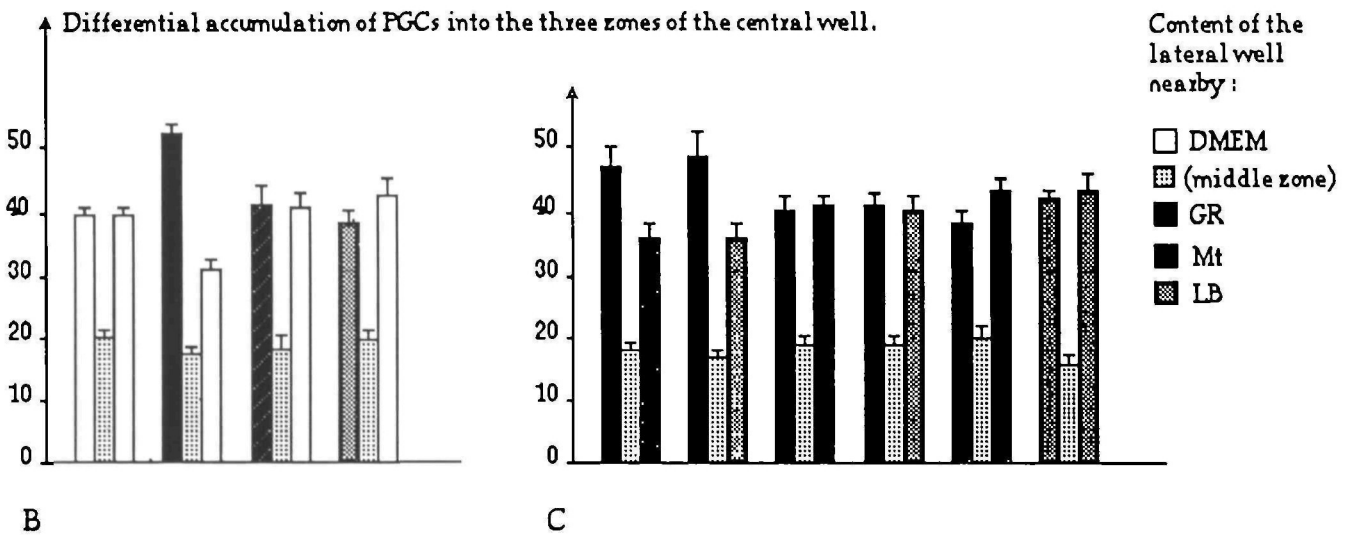 Differential accumulation of PGCs into the three zones of the central well.
Content of the
lateral well
nearby :
DMEM
(middle zone)
GR
Mt
LB
50
40
30
20
10
0
B
50
40
30
20
10
0
C